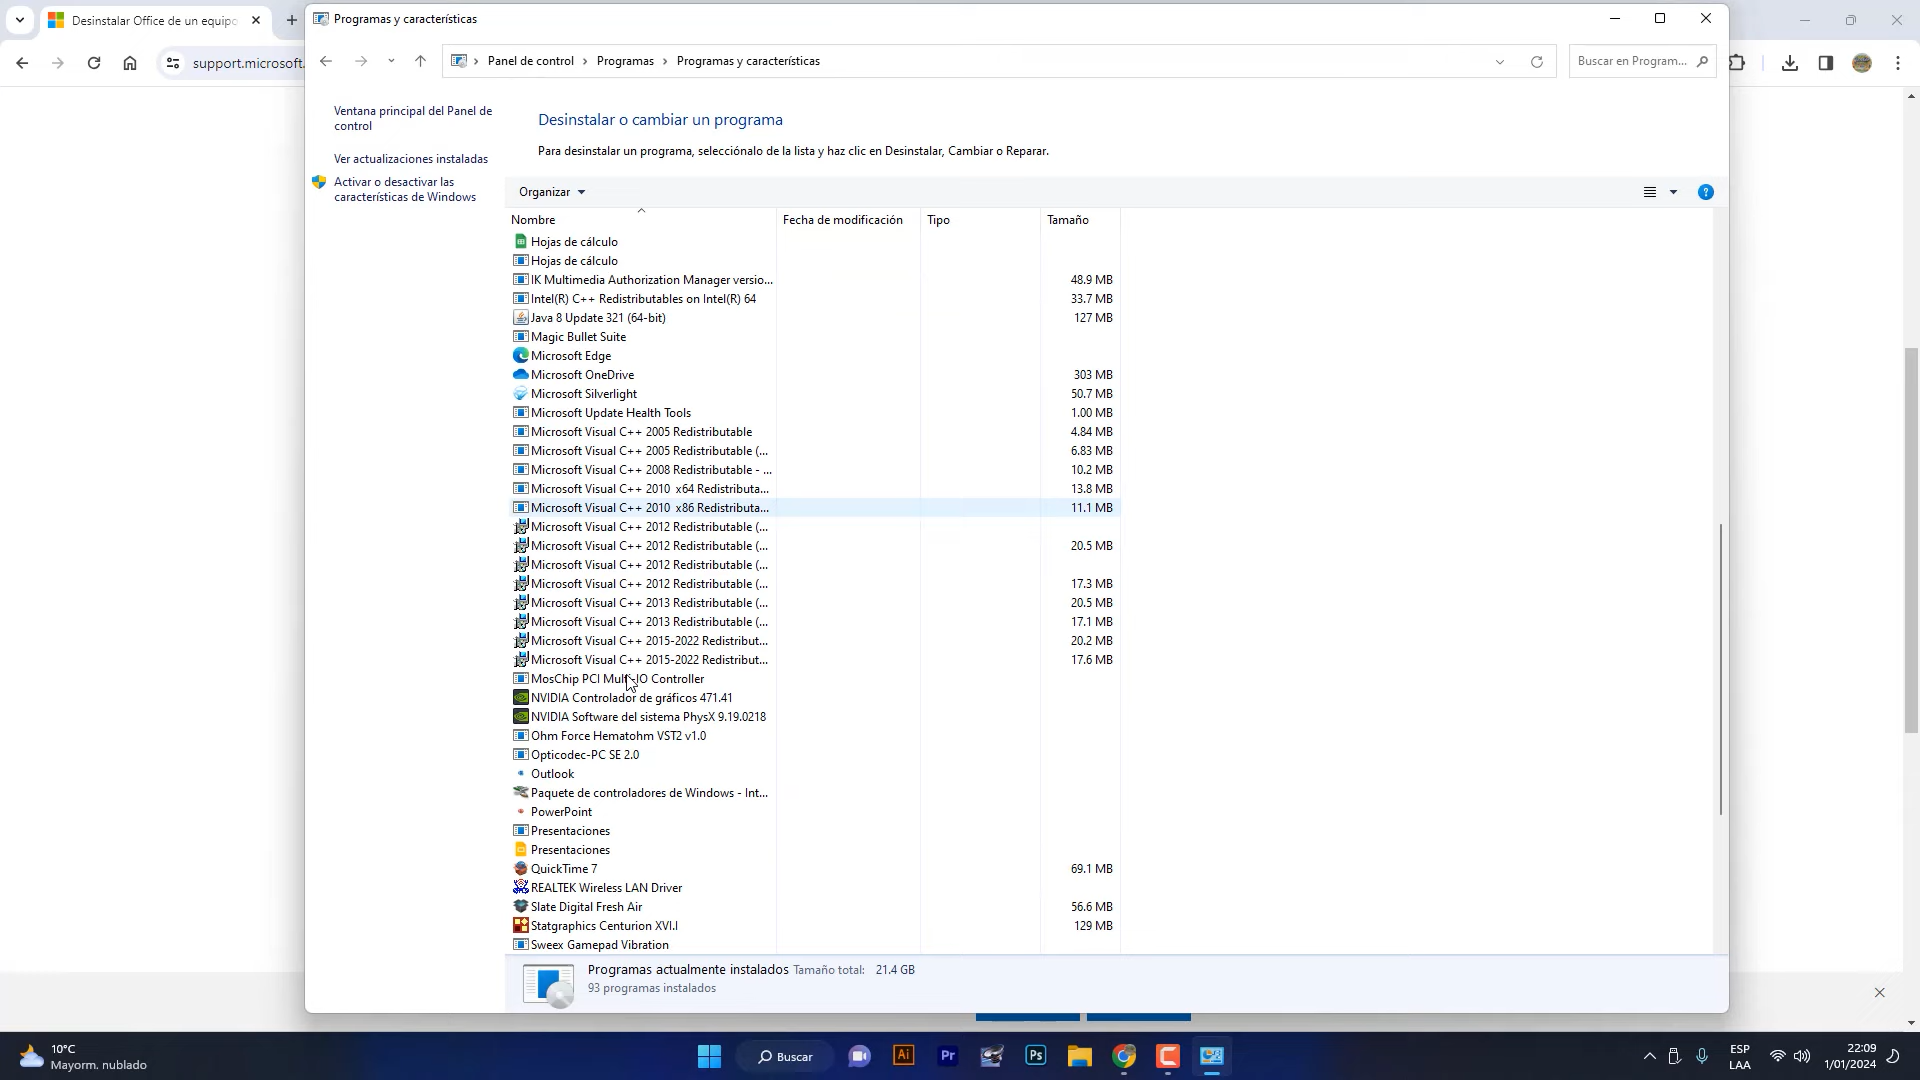 Desinstalar Office de un equipo
Programas y características
support.microsoft.
Panel de control > Programas > Programas y características
Buscar en Program...
Ventana principal del Panel de
control
Ver actualizaciones instaladas
Activar o desactivar las
características de Windows
Desinstalar o cambiar un programa
Para desinstalar un programa, selecciónalo de la lista y haz clic en Desinstalar, Cambiar o Reparar.
Organizar
Nombre Fecha de modificación Tipo Tamaño
Hojas de cálculo
Hojas de cálculo
IK Multimedia Authorization Manager versio... 48.9 MB
Intel(R) C++ Redistributables on Intel(R) 64 33.7 MB
Java 8 Update 321 (64-bit) 127 MB
Magic Bullet Suite
Microsoft Edge
Microsoft OneDrive 303 MB
Microsoft Silverlight 50.7 MB
Microsoft Update Health Tools 1.00 MB
Microsoft Visual C++ 2005 Redistributable 4.84 MB
Microsoft Visual C++ 2005 Redistributable (... 6.83 MB
Microsoft Visual C++ 2008 Redistributable - ... 10.2 MB
Microsoft Visual C++ 2010 x64 Redistributa... 13.8 MB
Microsoft Visual C++ 2010 x86 Redistributa... 11.1 MB
Microsoft Visual C++ 2012 Redistributable (...
Microsoft Visual C++ 2012 Redistributable (... 20.5 MB
Microsoft Visual C++ 2012 Redistributable (...
Microsoft Visual C++ 2012 Redistributable (... 17.3 MB
Microsoft Visual C++ 2013 Redistributable (... 20.5 MB
Microsoft Visual C++ 2013 Redistributable (... 17.1 MB
Microsoft Visual C++ 2015-2022 Redistribut... 20.2 MB
Microsoft Visual C++ 2015-2022 Redistribut... 17.6 MB
MosChip PCI Multi-IO Controller
NVIDIA Controlador de gráficos 471.41
NVIDIA Software del sistema PhysX 9.19.0218
Ohm Force Hematohm VST2 v1.0
Opticodec-PC SE 2.0
Outlook
Paquete de controladores de Windows - Int...
PowerPoint
Presentaciones
Presentaciones
QuickTime 7 69.1 MB
REALTEK Wireless LAN Driver
Slate Digital Fresh Air 56.6 MB
Statgraphics Centurion XVI.I 129 MB
Sweex Gamepad Vibration
Programas actualmente instalados Tamaño total: 21.4 GB
93 programas instalados
10°C
Mayorm. nublado
Buscar
Ai
Pr
Ps
ESP
LAA
22:09
1/01/2024